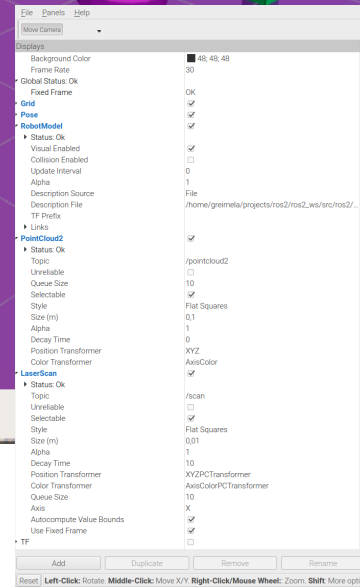 File Panels Help
Move Camera
Displays
Background Color 48; 48; 48
Frame Rate 30
Global Status: Ok
Fixed Frame OK
Grid
Pose
RobotModel
Status: Ok
Visual Enabled
Collision Enabled
Update Interval 0
Alpha 1
Description Source File
Description File /home/greimela/projects/ros2/ros2_ws/src/ros2/...
TF Prefix
Links
PointCloud2
Status: Ok
Topic /pointcloud2
Unreliable
Queue Size 10
Selectable
Style Flat Squares
Size (m) 0,1
Alpha 1
Decay Time 0
Position Transformer XYZ
Color Transformer AxisColor
LaserScan
Status: Ok
Topic /scan
Unreliable
Selectable
Style Flat Squares
Size (m) 0,01
Alpha 1
Decay Time 10
Position Transformer XYZPCTransformer
Color Transformer AxisColorPCTransformer
Queue Size 10
Axis X
Autocompute Value Bounds
Use Fixed Frame
TF
Add Duplicate Remove Rename
Reset Left-Click: Rotate. Middle-Click: Move X/Y. Right-Click/Mouse Wheel:: Zoom. Shift: More opt